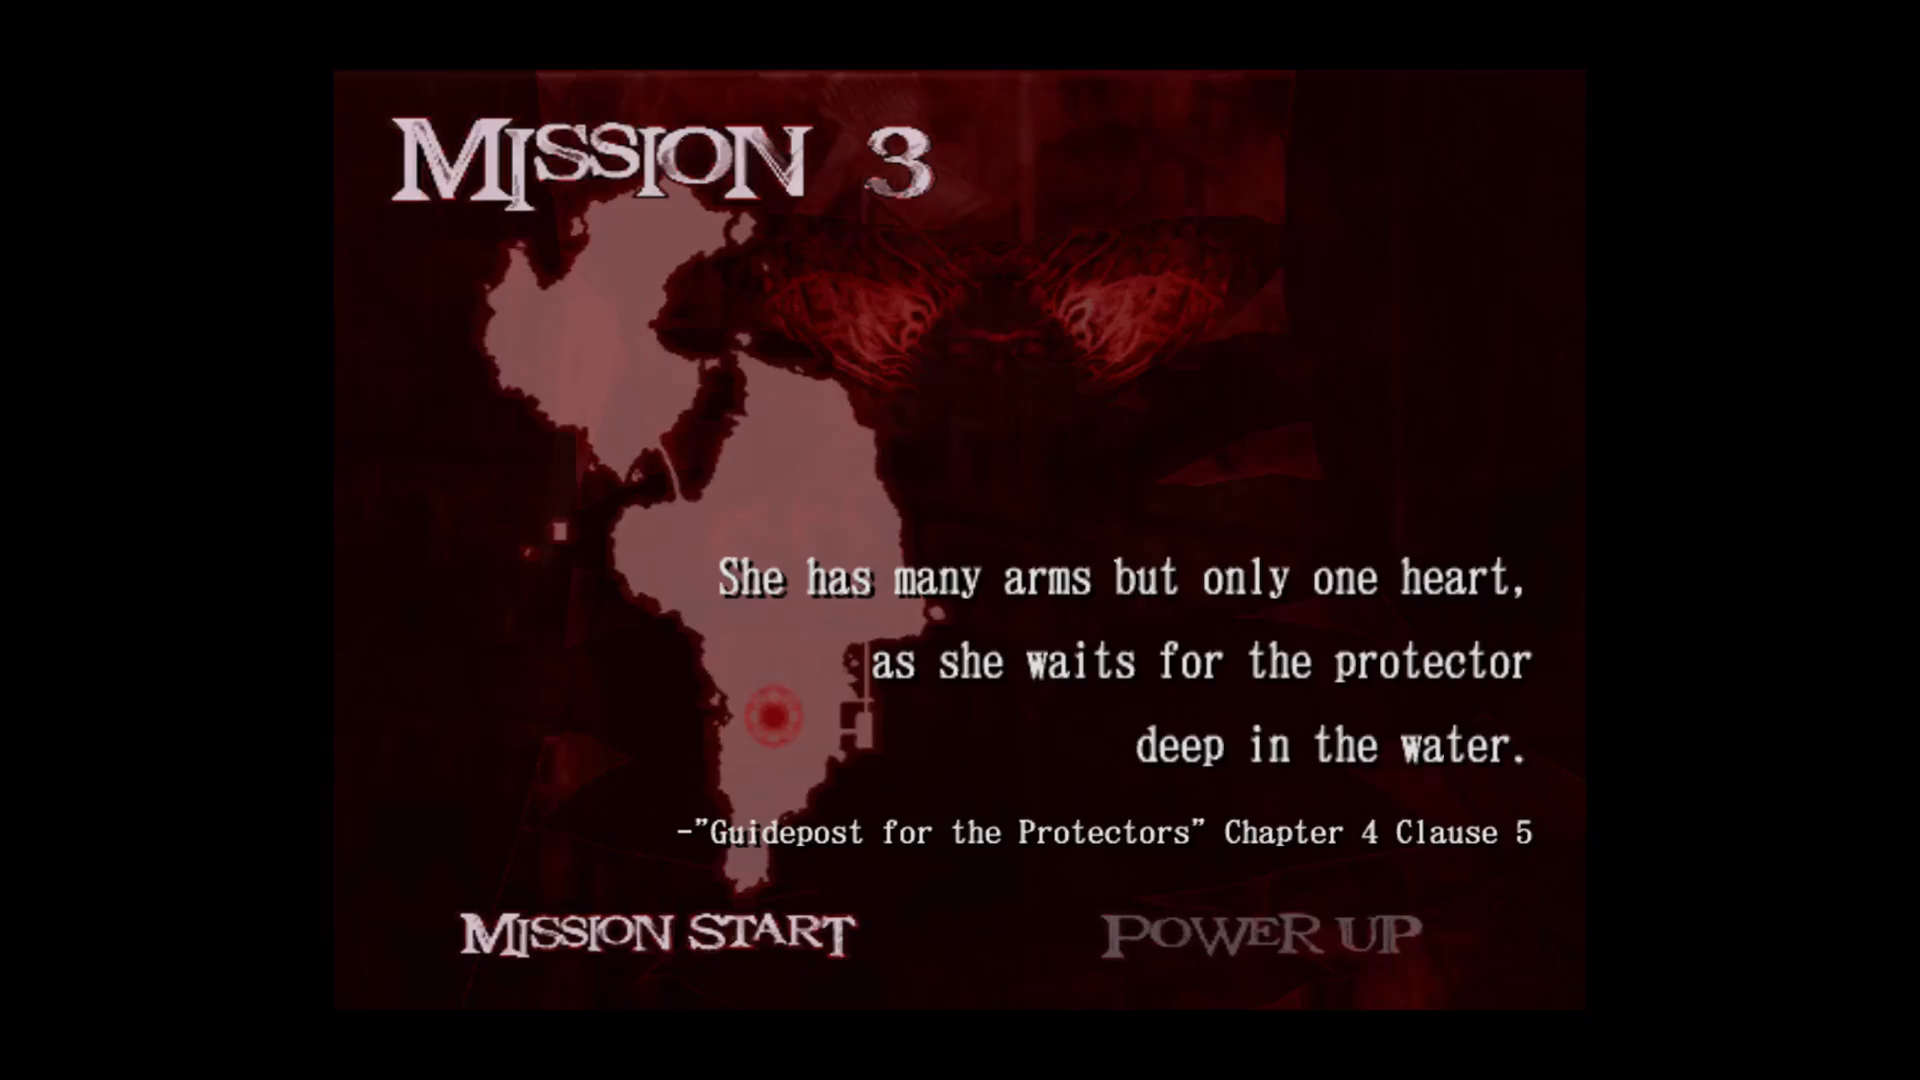 MISSION 3
She has many arms but only one heart,
as she waits for the protector
deep in the water.
-"Guidepost for the Protectors" Chapter 4 Clause 5
MISSION START
POWER UP